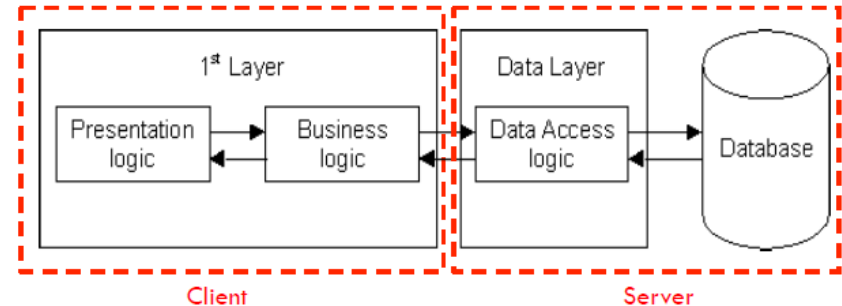 1st Layer
Data Layer
Presentation
logic
Business
logic
Data Access
logic
Database
Client
Server